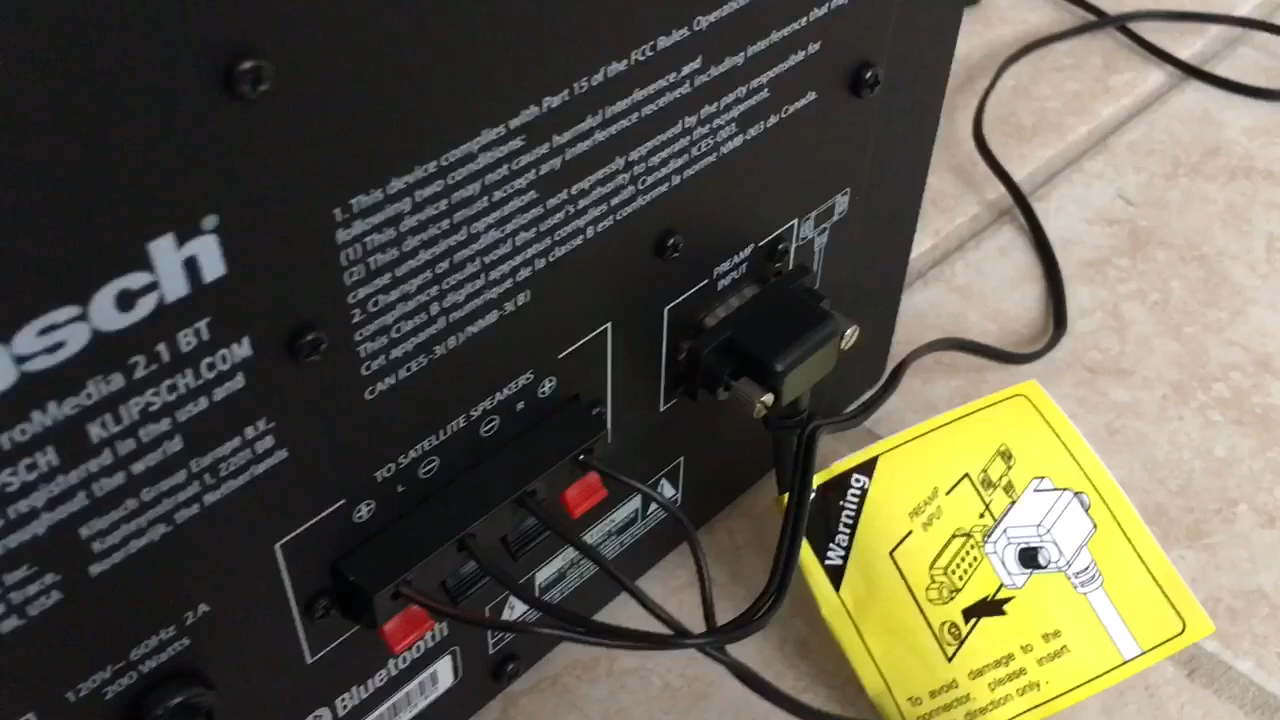 1. This device complies with Part 15 of the FCC Rules. Operation
following two conditions:
(1) This device may not cause harmful interference, and
(2) This device must accept any interference received, including interference that may
cause undesired operation.
2. Changes or modifications not expressly approved by the party responsible for
compliance could void the user's authority to operate the equipment.
This Class B digital apparatus complies with Canadian ICES-003.
Cet appareil numérique de la classe B est conforme la norme NMB-003 du Canada.
CAN ICES-3(B)/NMB-3(B)
PREAMP
INPUT
TO SATELLITE SPEAKERS
L
R
psch
roMedia 2.1 BT
KLIPSCH.COM
SCH
registered in the usa and
throughout the world
Klipsch Group Europe B.V.
USA
120V~ 60Hz 2A
200 Watts
Bluetooth
Warning
PREAMP
INPUT
To avoid damage to the
connector, please insert
direction only.